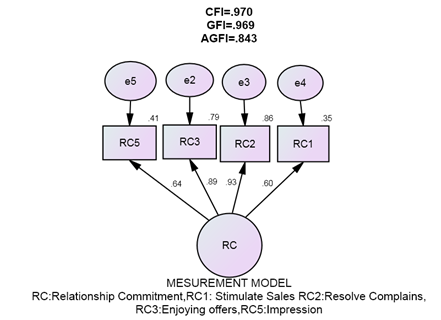 CFI=.970
GFI=.969
AGFI=.843
e5 e2 e3 e4
.41 .79 .86 .35
RC5 RC3 RC2 RC1
.64 .89 .93 .60
RC
MESUREMENT MODEL
RC:Relationship Commitment,RC1: Stimulate Sales RC2:Resolve Complains,
RC3:Enjoying offers,RC5:Impression